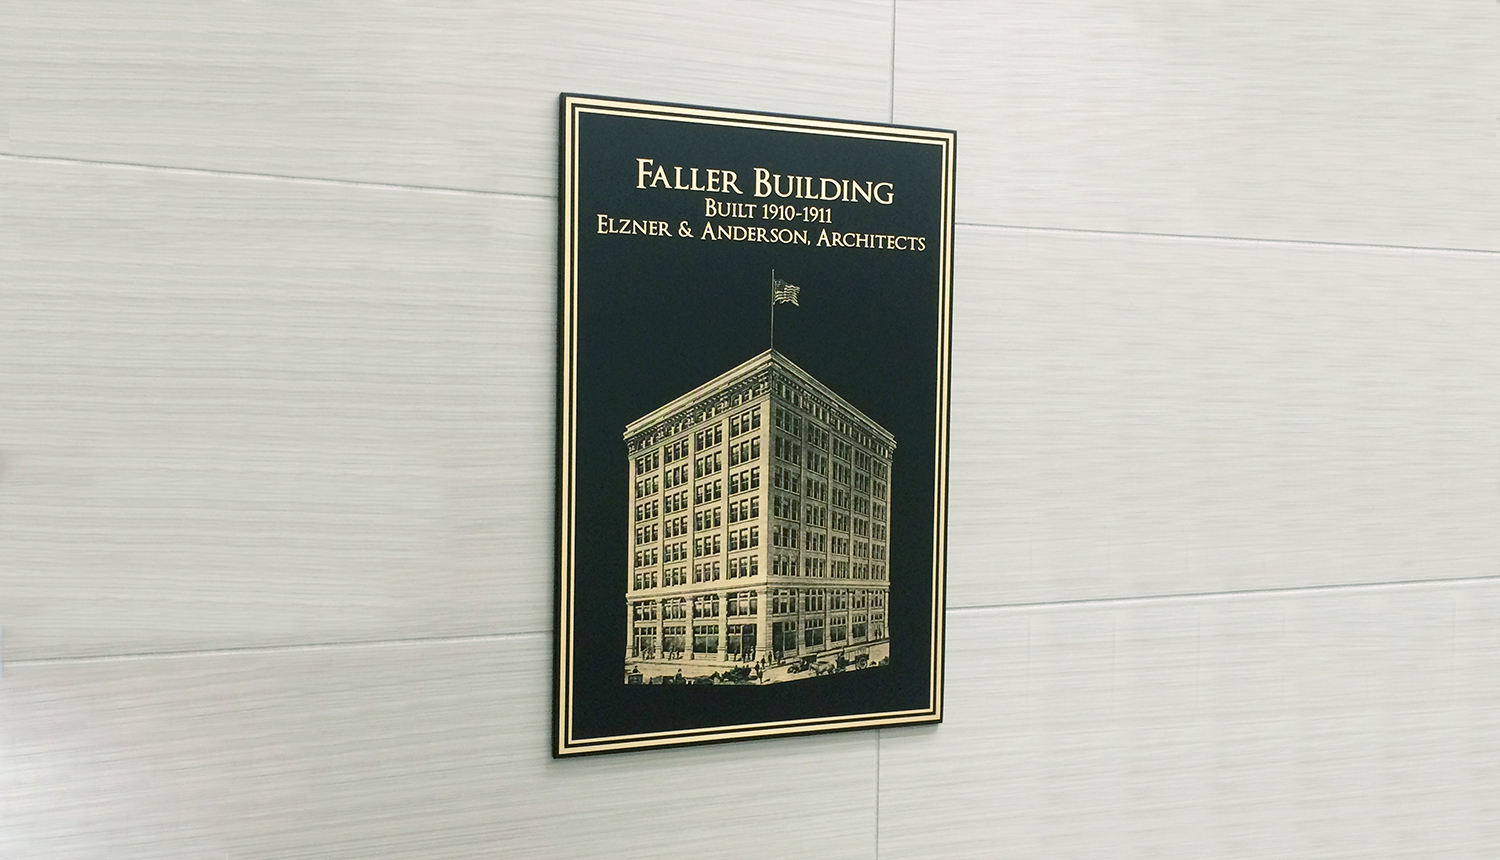 FALLER BUILDING
BUILT 1910-1911
ELZNER & ANDERSON, ARCHITECTS